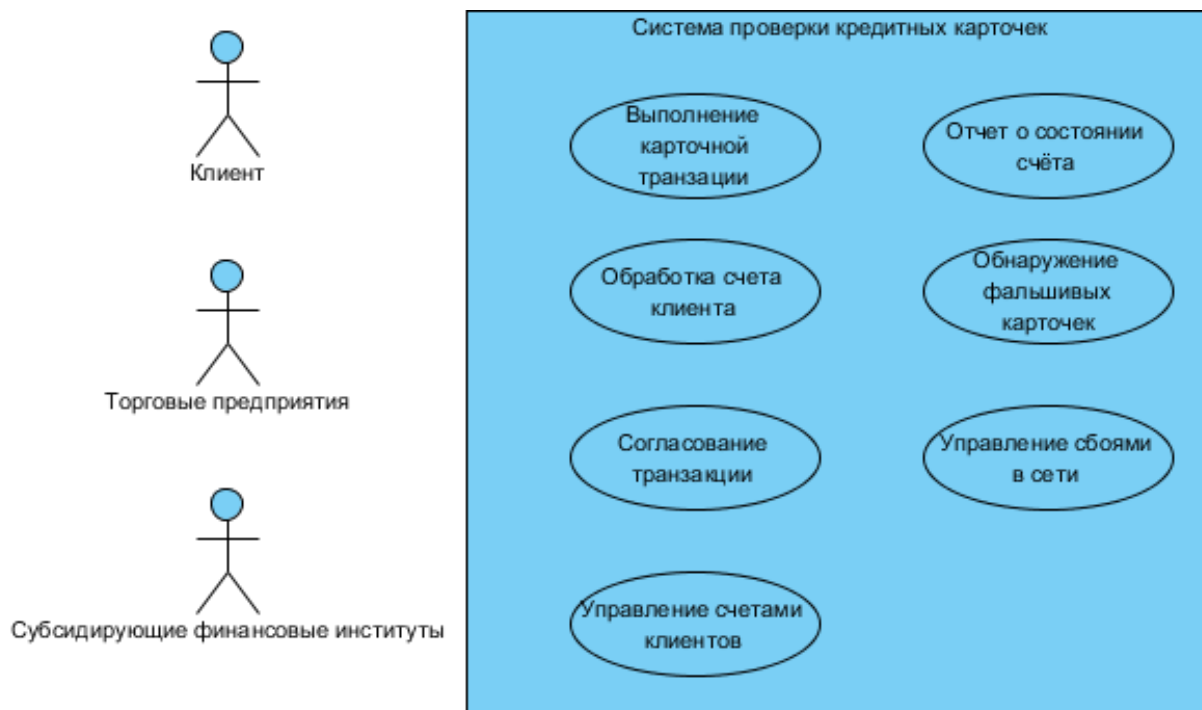 Система проверки кредитных карточек
Клиент
Торговые предприятия
Субсидирующие финансовые институты
Выполнение
карточной
транзации
Отчет о состоянии
счёта
Обработка счета
клиента
Обнаружение
фальшивых
карточек
Согласование
транзакции
Управление сбоями
в сети
Управление счетами
клиентов